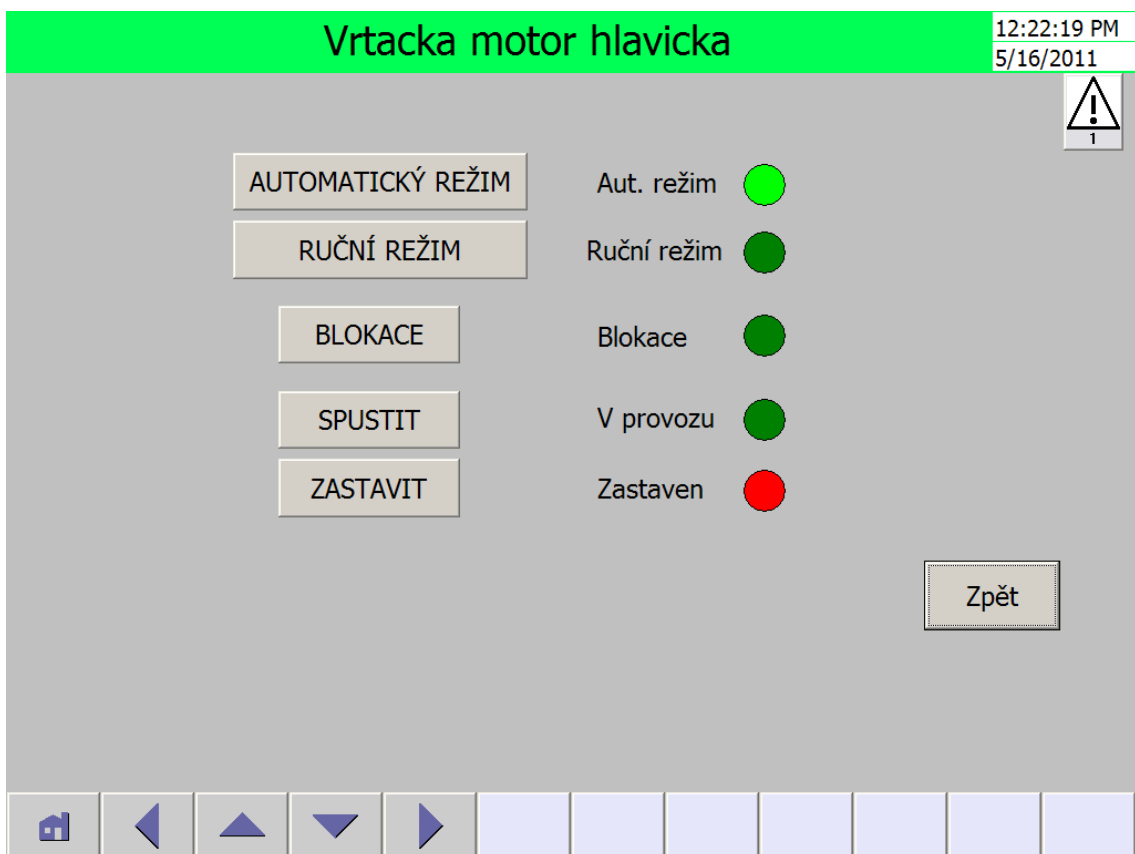 Vrtacka motor hlavicka
12:22:19 PM
5/16/2011
1
AUTOMATICKÝ REŽIM
Aut. režim
RUČNÍ REŽIM
Ruční režim
BLOKACE
Blokace
SPUSTIT
V provozu
ZASTAVIT
Zastaven
Zpět